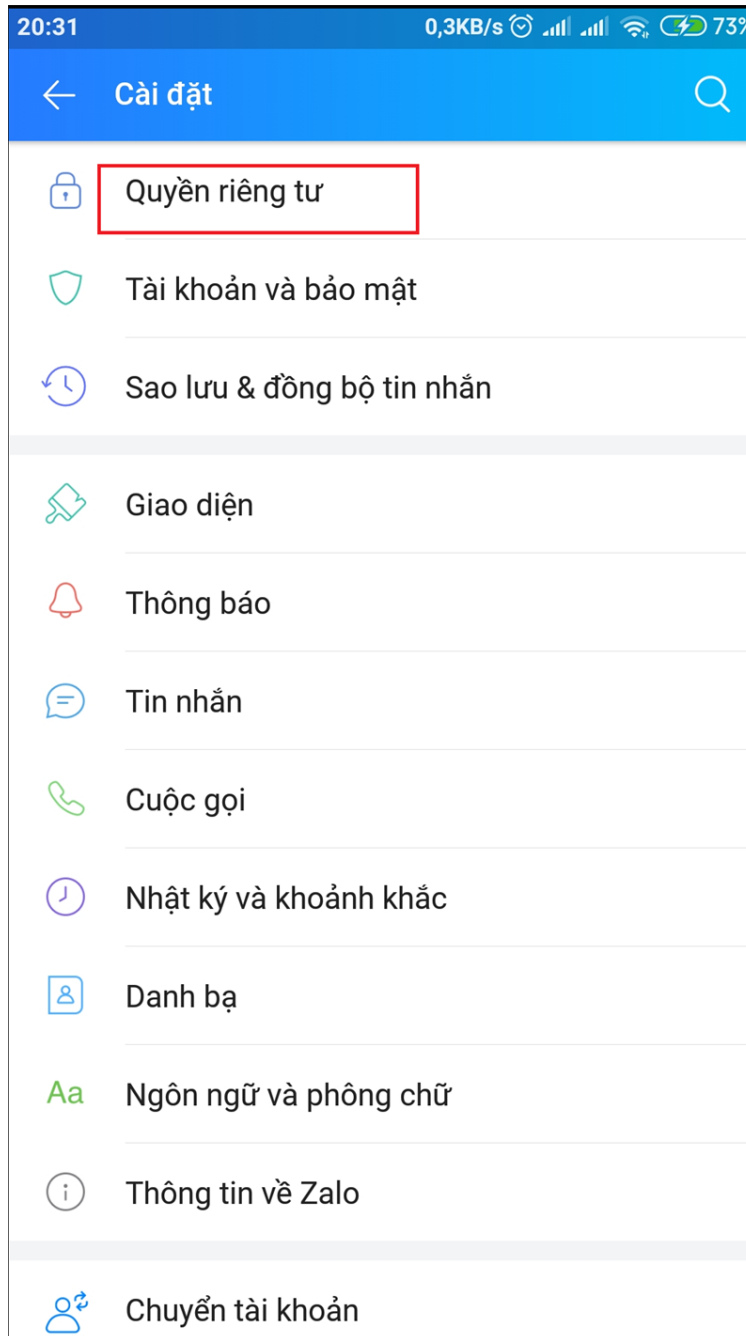 20:31 0,3KB/s 73%
Cài đặt
Quyền riêng tư
Tài khoản và bảo mật
Sao lưu & đồng bộ tin nhắn
Giao diện
Thông báo
Tin nhắn
Cuộc gọi
Nhật ký và khoảnh khắc
Danh bạ
Aa Ngôn ngữ và phông chữ
Thông tin về Zalo
Chuyển tài khoản